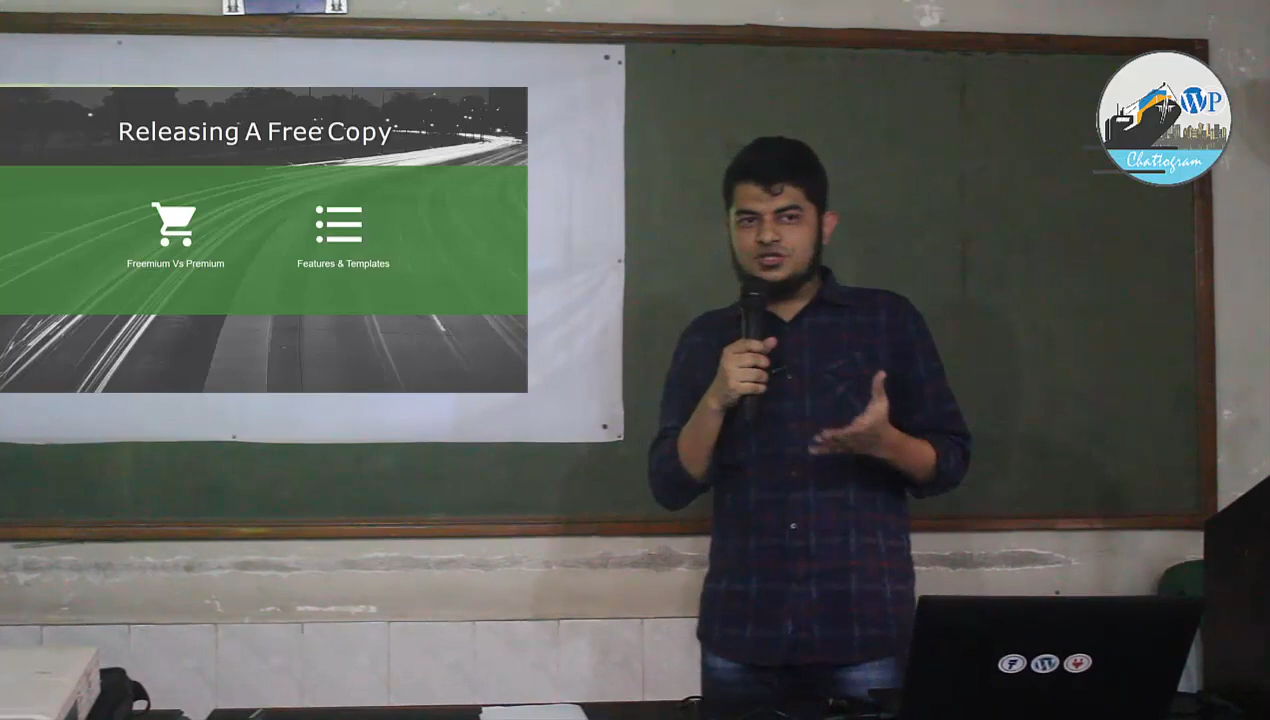 Releasing A Free Copy
Freemium Vs Premium
Features & Templates
WP
Chattogram